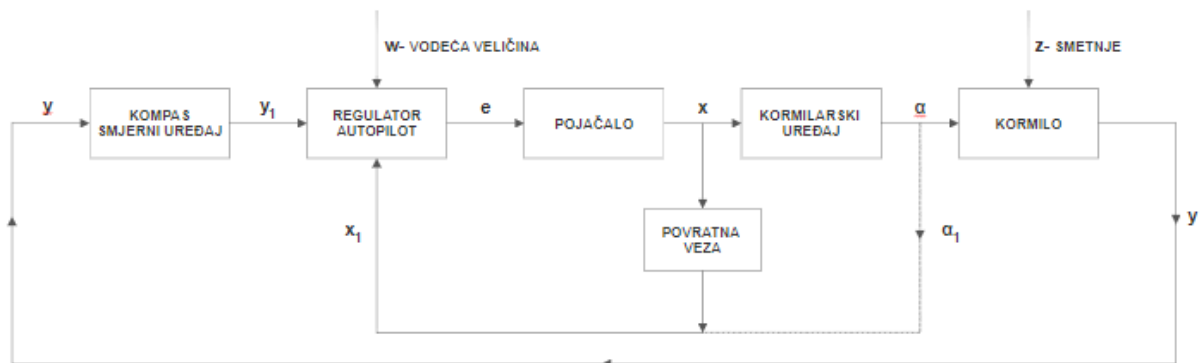 w- VODEĆA VELIČINA
z- SMETNJE
y
KOMPAS
SMJERNI UREĐAJ
y1
REGULATOR
AUTOPILOT
e
POJAČALO
x
KORMILARSKI
UREĐAJ
α
KORMILO
x1
POVRATNA
VEZA
α1
y